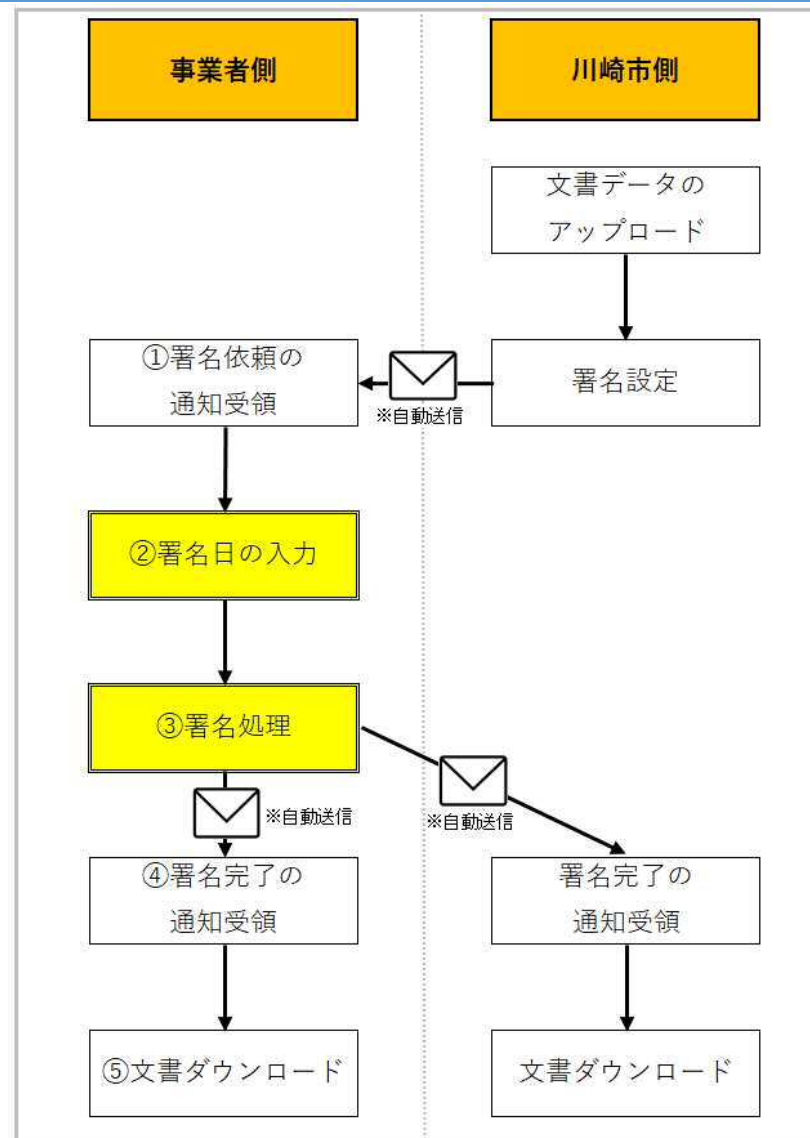 事業者側
川崎市側
文書データの
アップロード
①署名依頼の
通知受領
※自動送信
署名設定
②署名日の入力
③署名処理
※自動送信
※自動送信
④署名完了の
通知受領
署名完了の
通知受領
⑤文書ダウンロード
文書ダウンロード